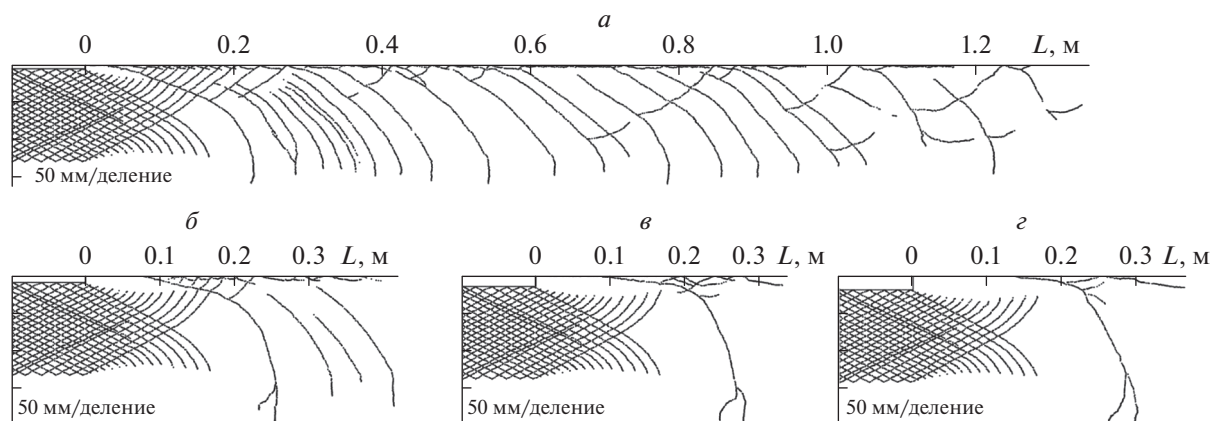 а
0 0.2 0.4 0.6 0.8 1.0 1.2 L, м
50 мм/деление
б в г
0 0.1 0.2 0.3 L, м 0 0.1 0.2 0.3 L, м 0 0.1 0.2 0.3 L, м
50 мм/деление 50 мм/деление 50 мм/деление